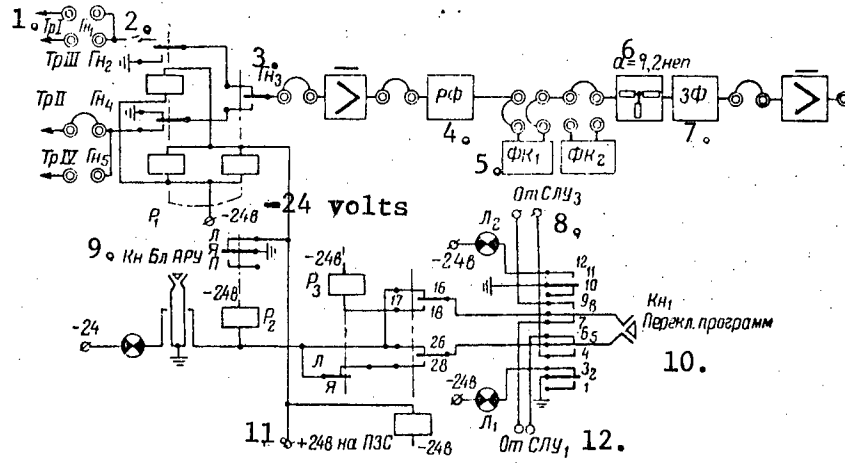 1.
ТрI
Гн1
2.
ТрIII
Гн2
3.
Гн3
ТрII
Гн4
ТрIV
Гн5
РФ
4.
5.
ФК1
ФК2
6.
a=9,2неп
ЗФ
7.
Р1
-24в
-24 volts
От СЛУ3
8.
9.
Кн Бл АРУ
Л
Я
П
-24в
Р2
-24
-24в
Р3
17
16
18
26
28
Л
Я
Л2
-24в
12
11
10
9
8
7
6
5
4
3
2
1
Кн1
Перекл. программ
10.
-24в
Л1
11
+24в на ПЗС
-24в
От СЛУ1
12.